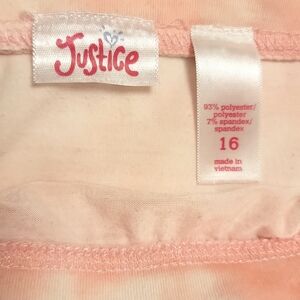 Justice
93% polyester/
polyester
7% spandex/
spandex
16
made in
vietnam